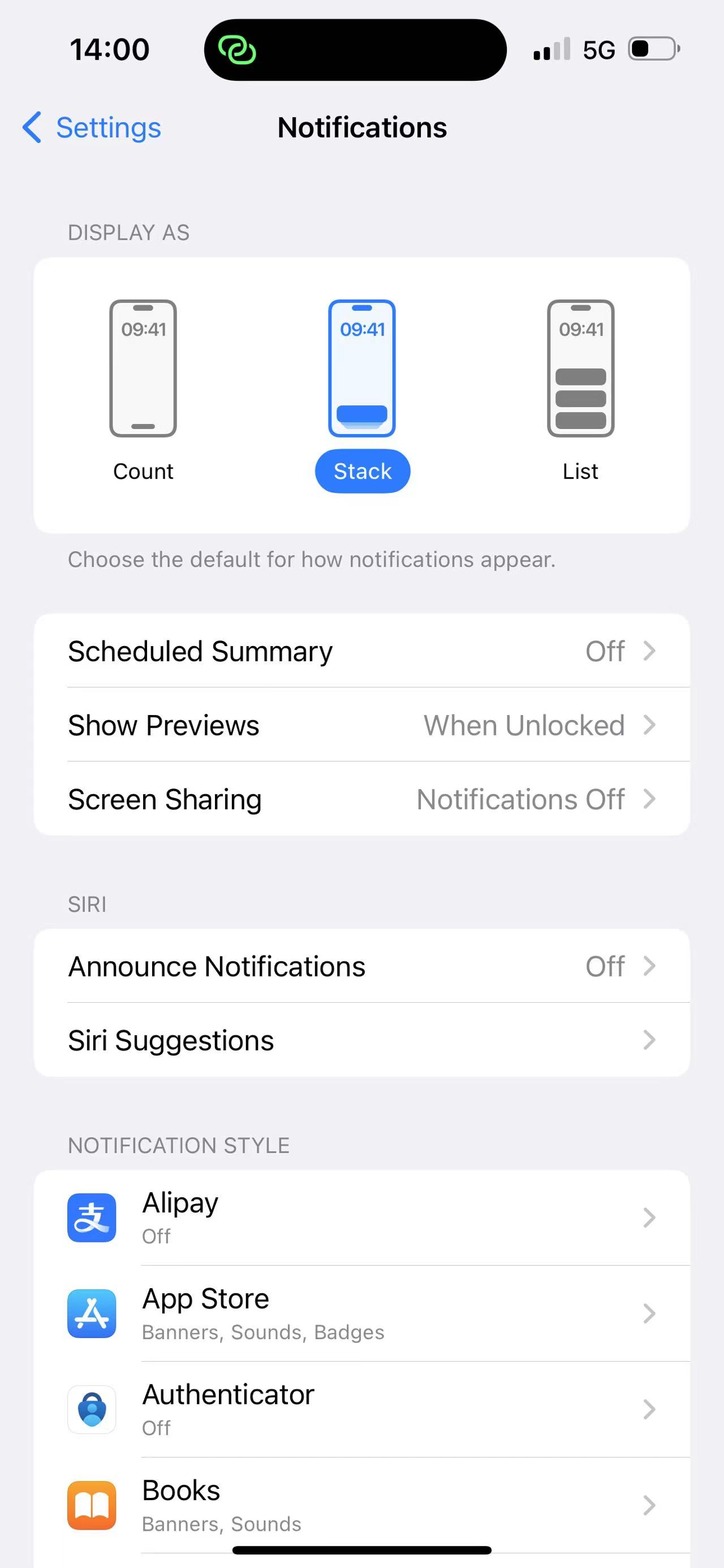 14:00 5G
Settings Notifications
DISPLAY AS
09:41 09:41 09:41
Count Stack List
Choose the default for how notifications appear.
Scheduled Summary Off
Show Previews When Unlocked
Screen Sharing Notifications Off
SIRI
Announce Notifications Off
Siri Suggestions
NOTIFICATION STYLE
支 Alipay
Off
App Store
Banners, Sounds, Badges
Authenticator
Off
Books
Banners, Sounds